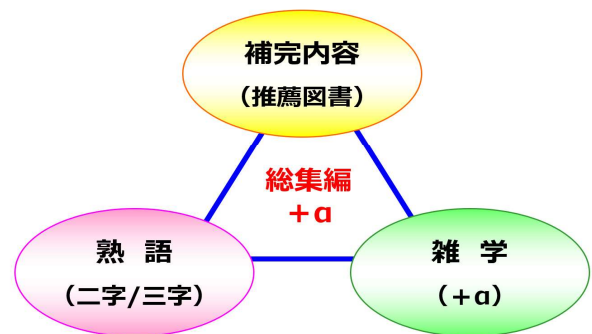 補完内容
（推薦図書）
総集編
＋α
熟 語
（二字/三字）
雑 学
（＋α）